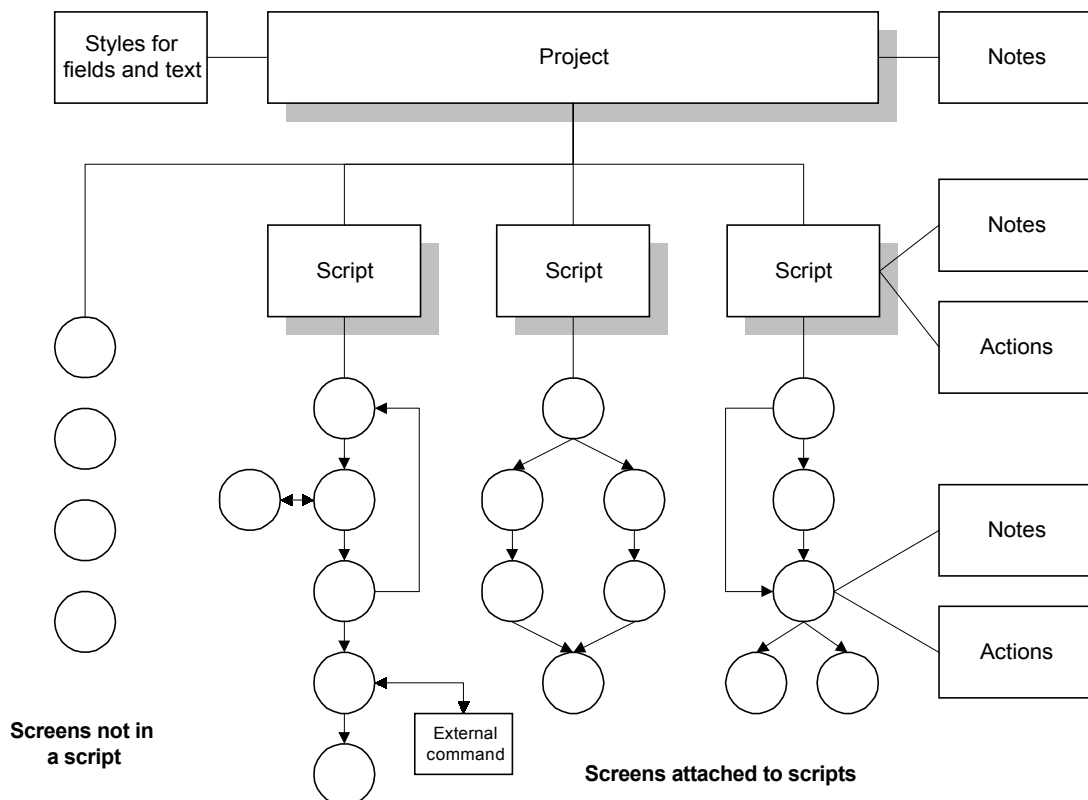 Styles for
fields and text
Project
Notes
Notes
Script
Script
Script
Actions
Notes
Actions
External
command
Screens not in
a script
Screens attached to scripts